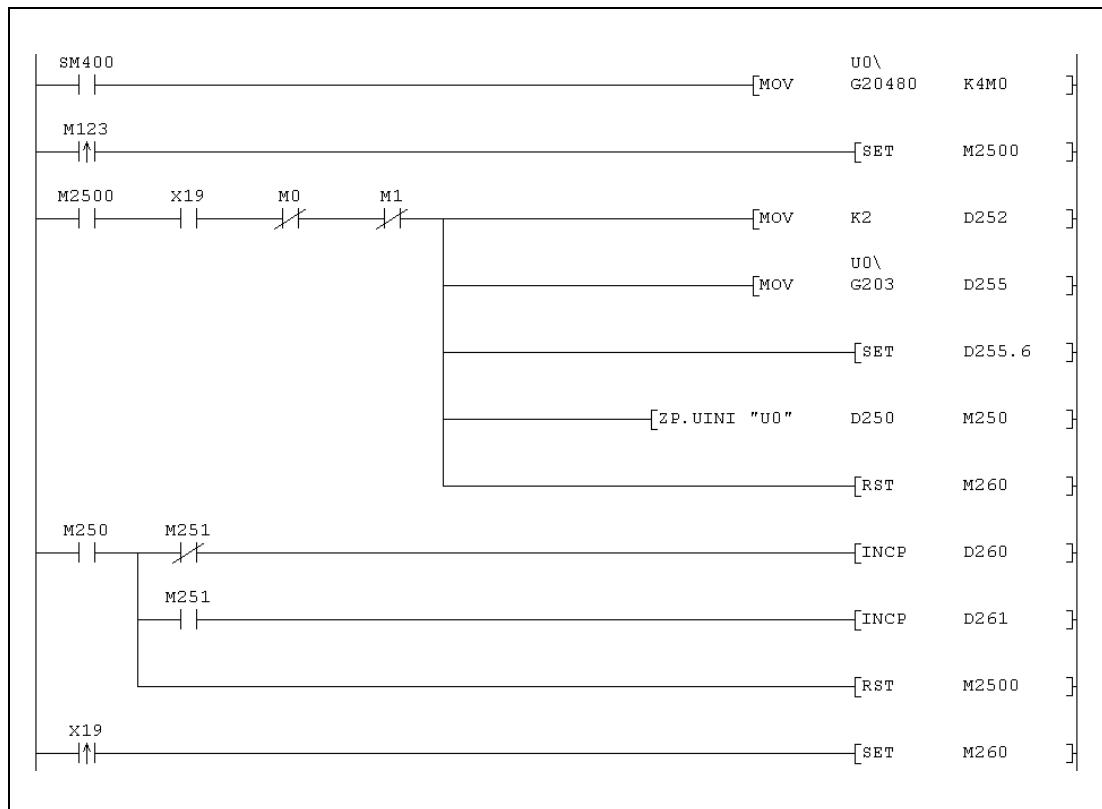 SM400 U0\
[MOV G20480 K4M0 ]
M123
[SET M2500 ]
M2500 X19 M0 M1
[MOV K2 D252 ]
U0\
[MOV G203 D255 ]
[SET D255.6 ]
[ZP.UINI "U0" D250 M250 ]
[RST M260 ]
M250 M251
[INCP D260 ]
M251
[INCP D261 ]
[RST M2500 ]
X19
[SET M260 ]